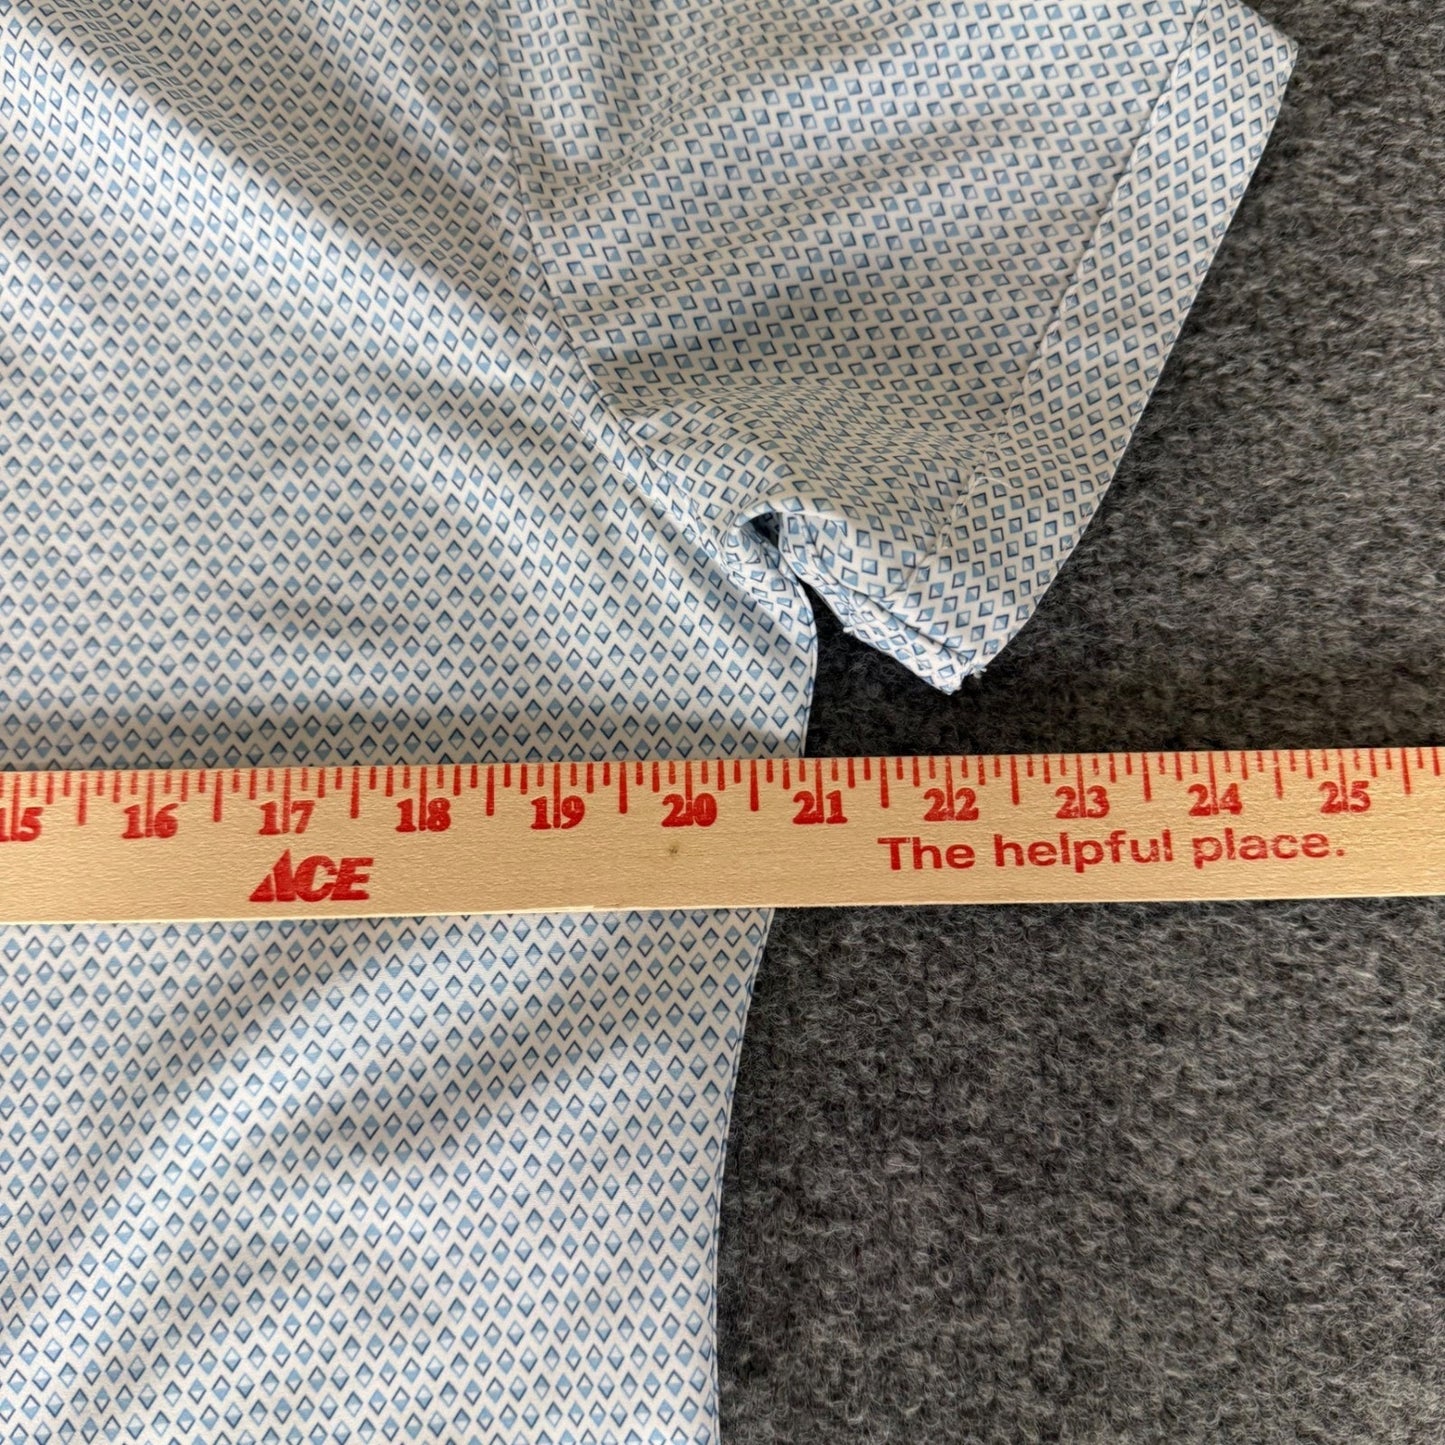 15 16 17 18 19 20 21 22 23 24 25
ACE The helpful place.